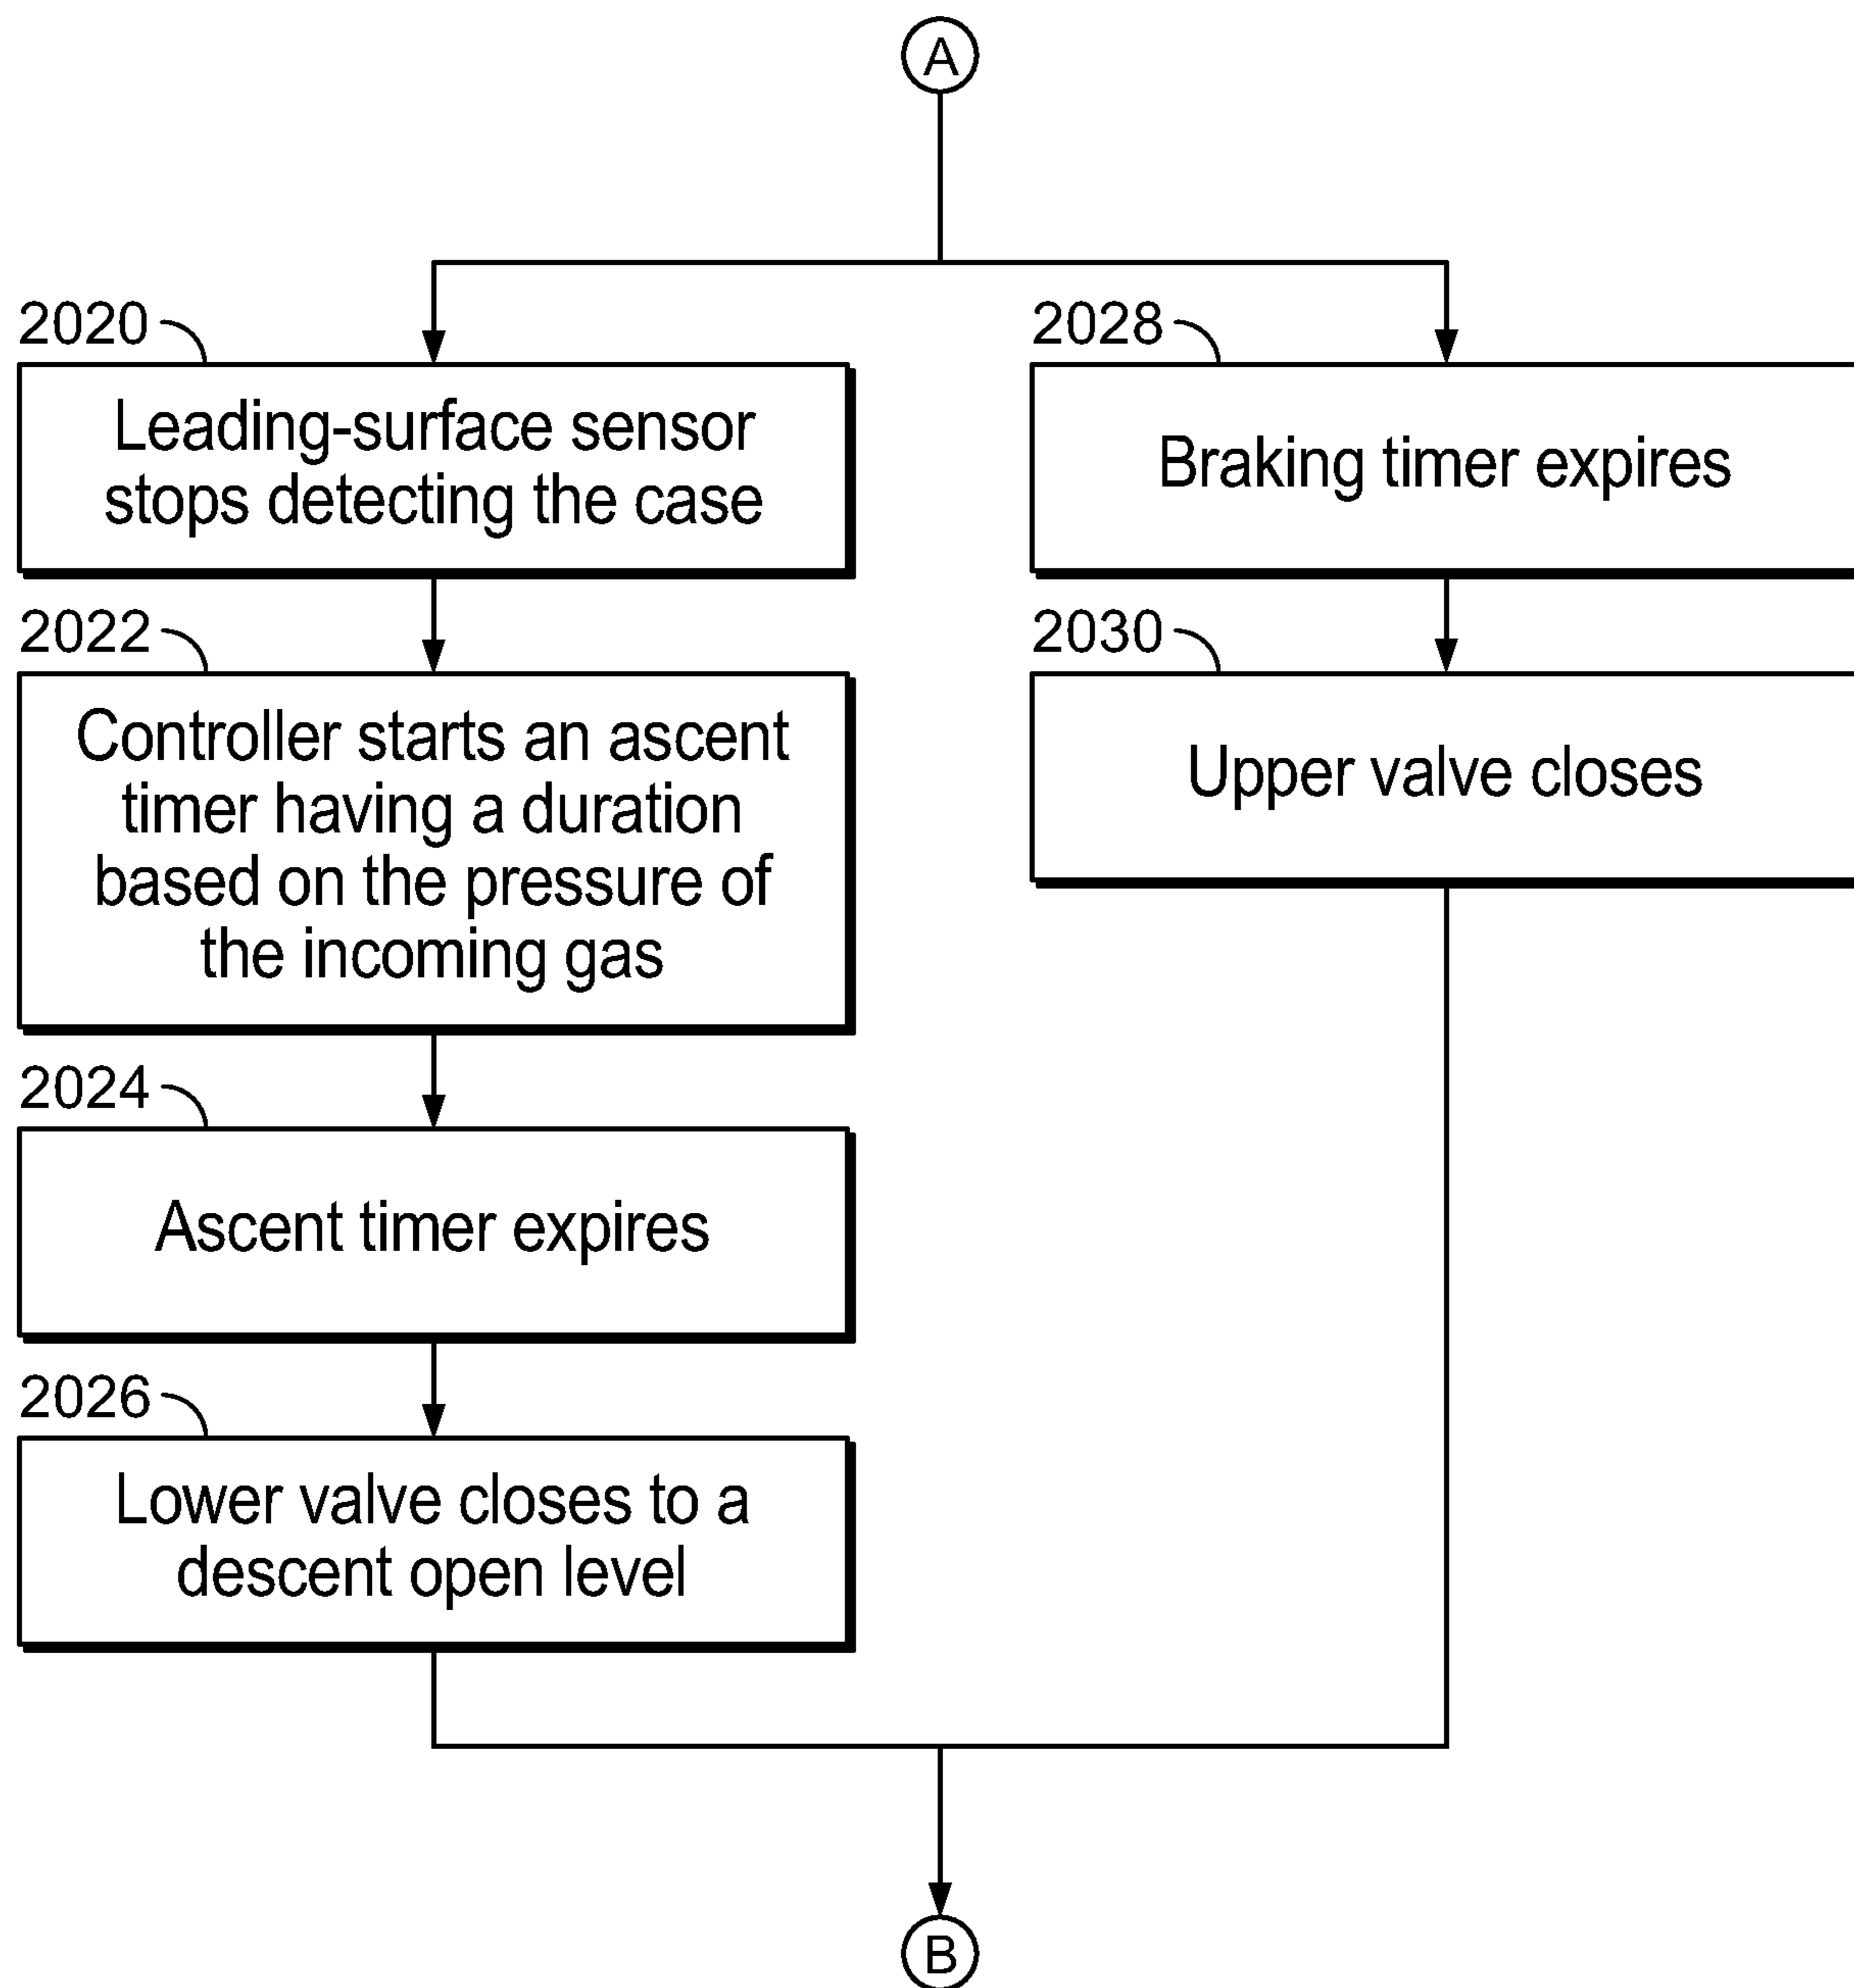 A
2020
Leading-surface sensor
stops detecting the case
2022
Controller starts an ascent
timer having a duration
based on the pressure of
the incoming gas
2024
Ascent timer expires
2026
Lower valve closes to a
descent open level
2028
Braking timer expires
2030
Upper valve closes
B